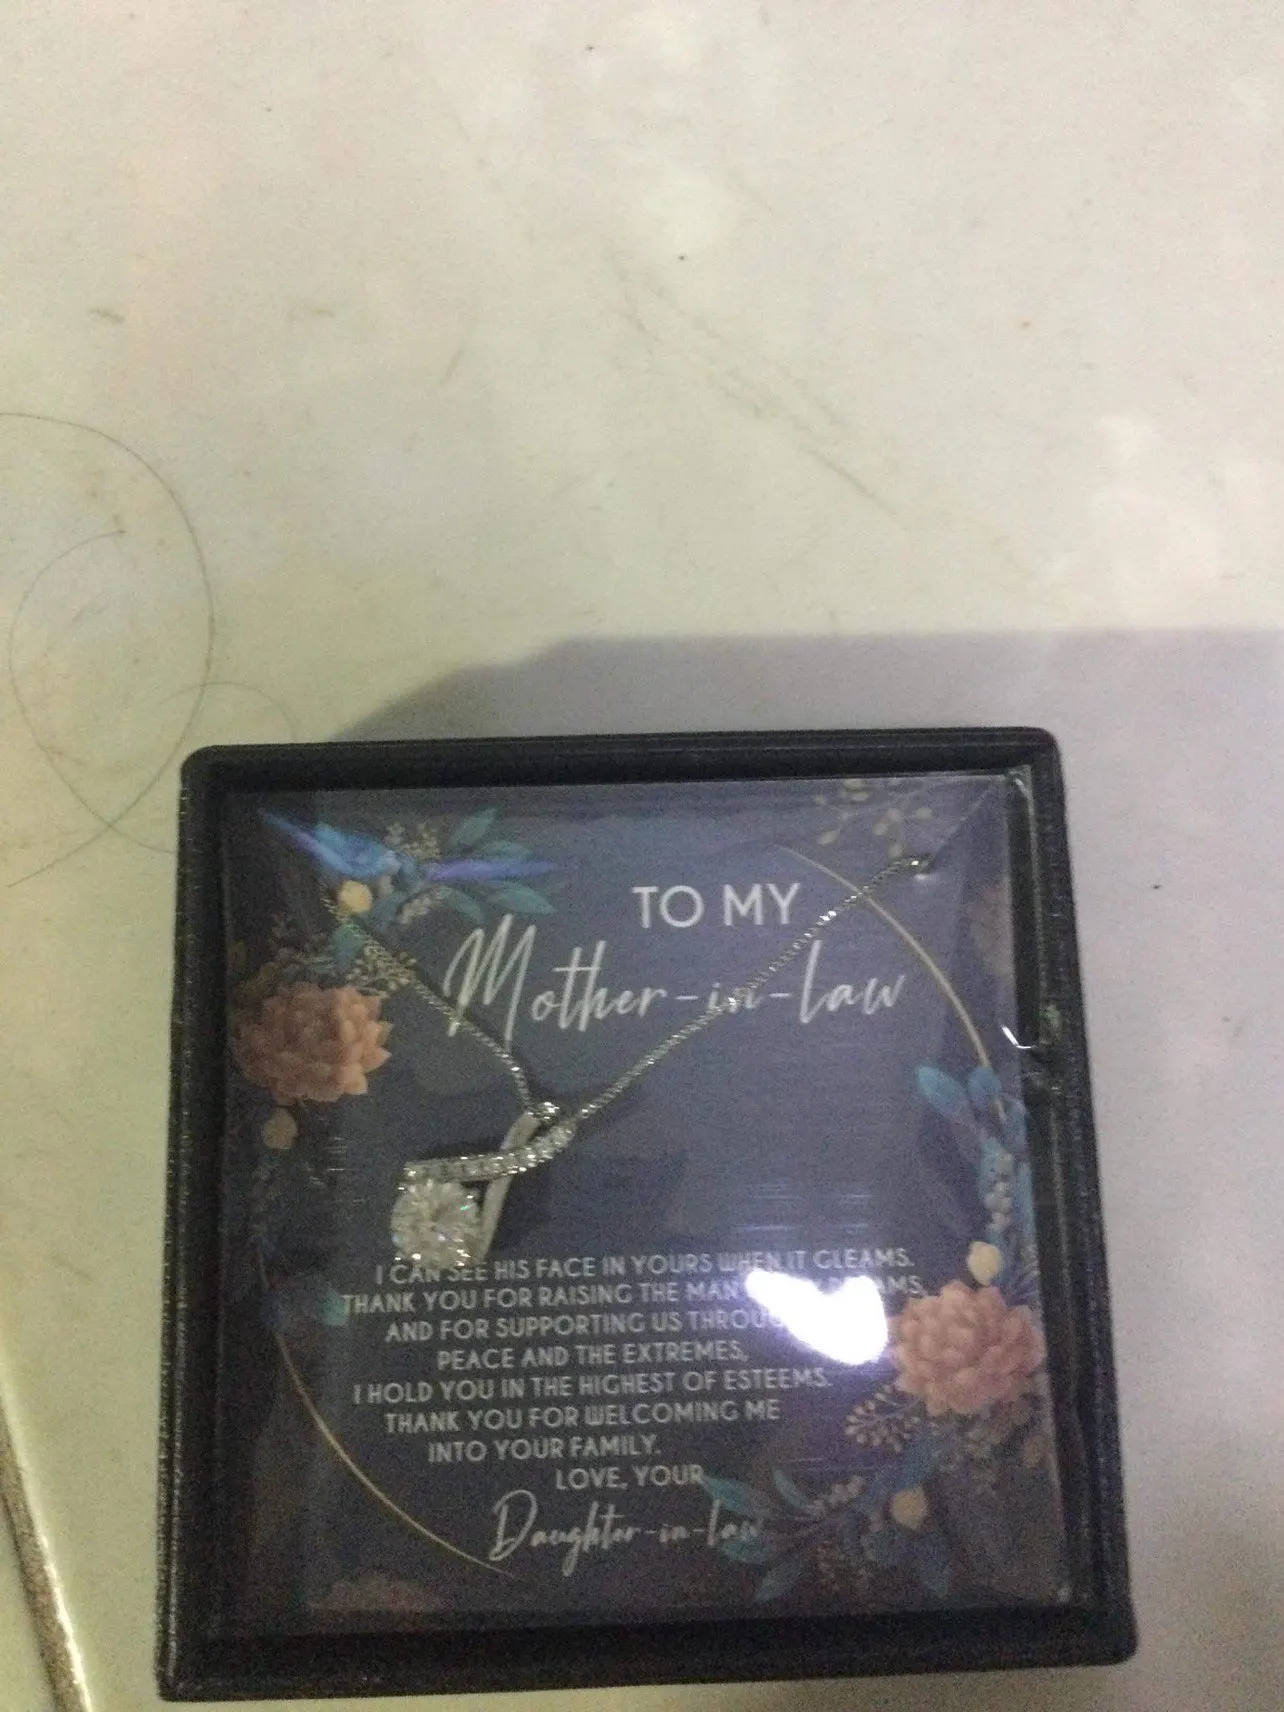 TO MY
Mother-in-law
I CAN SEE HIS FACE IN YOURS WHEN IT GLEAMS.
THANK YOU FOR RAISING THE MAN
AND FOR SUPPORTING US
PEACE AND THE EXTREMES,
I HOLD YOU IN THE HIGHEST OF ESTEEMS.
THANK YOU FOR WELCOMING ME
INTO YOUR FAMILY.
LOVE, YOUR
Daughter-in-law